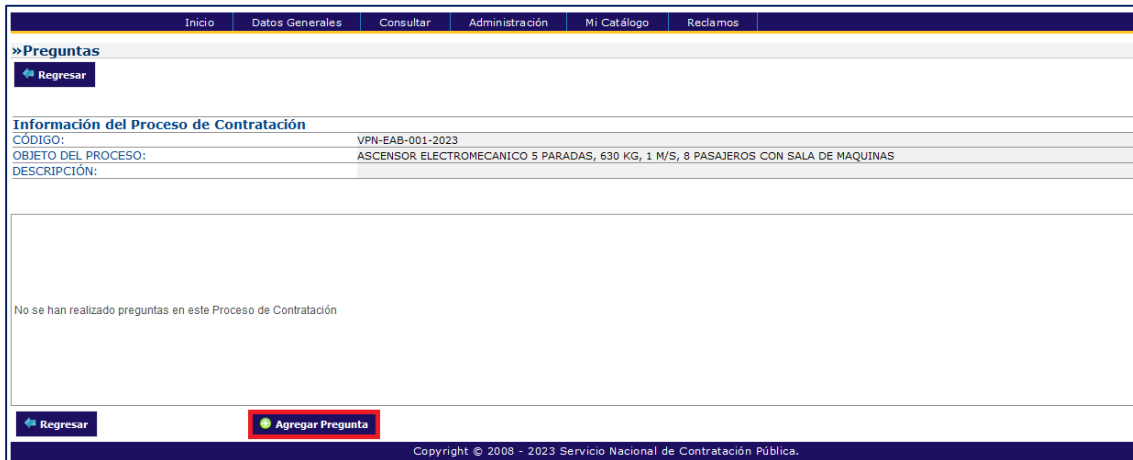 Inicio Datos Generales Consultar Administración Mi Catálogo Reclamos
»Preguntas
Regresar
Información del Proceso de Contratación
CÓDIGO: VPN-EAB-001-2023
OBJETO DEL PROCESO: ASCENSOR ELECTROMECANICO 5 PARADAS, 630 KG, 1 M/S, 8 PASAJEROS CON SALA DE MAQUINAS
DESCRIPCIÓN:
No se han realizado preguntas en este Proceso de Contratación
Regresar Agregar Pregunta
Copyright © 2008 - 2023 Servicio Nacional de Contratación Pública.